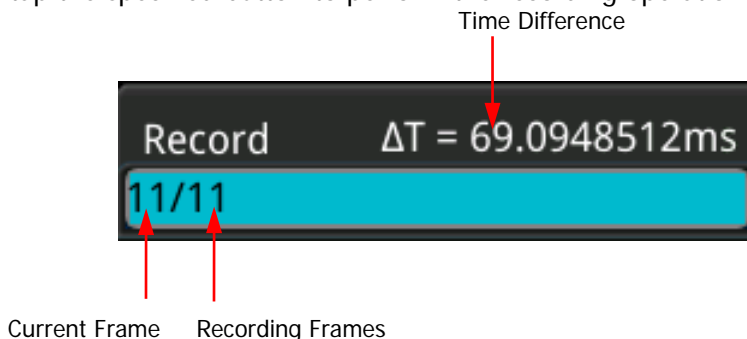 Time Difference
Record ΔT = 69.0948512ms
11/11
Current Frame Recording Frames